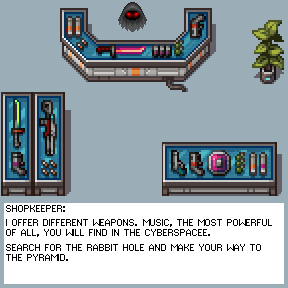 SHOPKEEPER:
I OFFER DIFFERENT WEAPONS. MUSIC, THE MOST POWERFUL
OF ALL, YOU WILL FIND IN THE CYBERSPACEE.
SEARCH FOR THE RABBIT HOLE AND MAKE YOUR WAY TO
THE PYRAMID.